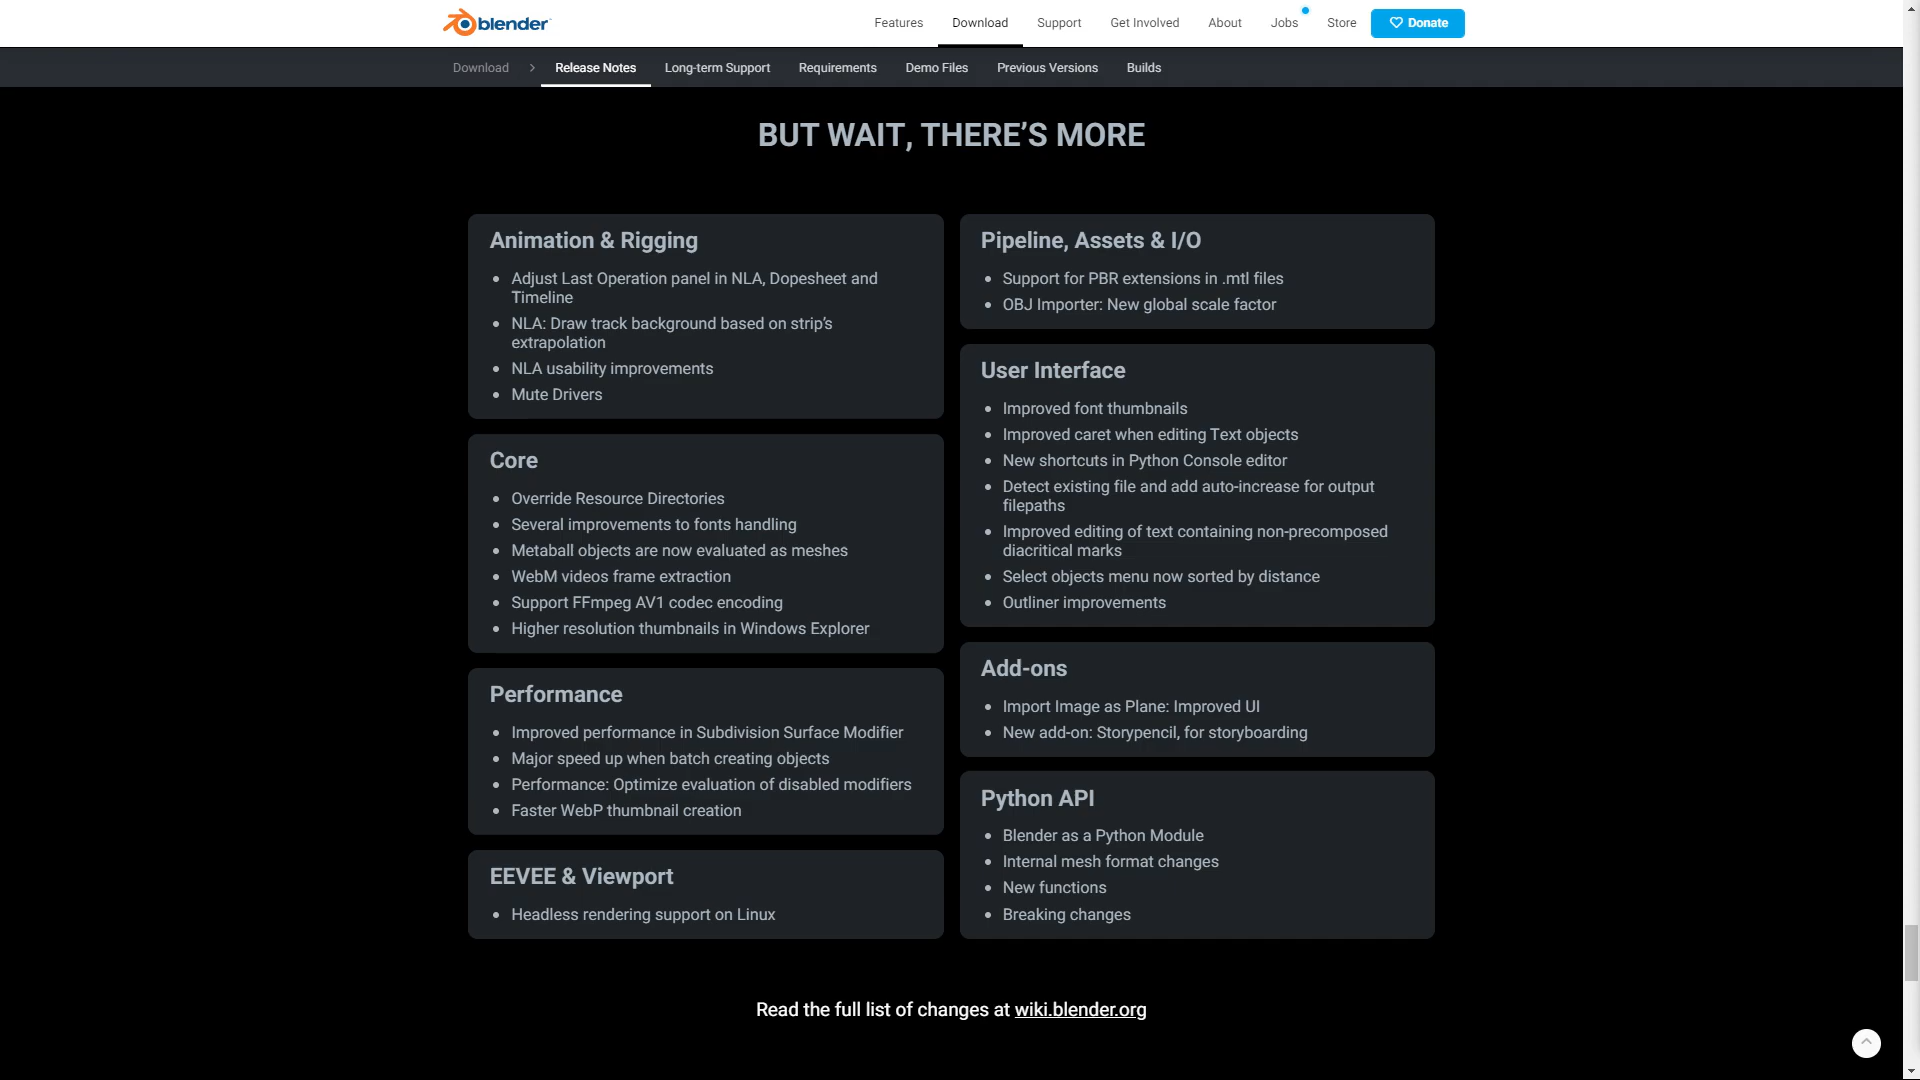 blender
Features
Download
Support
Get Involved
About
Jobs
Store
Donate
Download
Release Notes
Long-term Support
Requirements
Demo Files
Previous Versions
Builds
BUT WAIT, THERE’S MORE
Animation & Rigging
Adjust Last Operation panel in NLA, Dopesheet and
Timeline
NLA: Draw track background based on strip’s
extrapolation
NLA usability improvements
Mute Drivers
Core
Override Resource Directories
Several improvements to fonts handling
Metaball objects are now evaluated as meshes
WebM videos frame extraction
Support FFmpeg AV1 codec encoding
Higher resolution thumbnails in Windows Explorer
Performance
Improved performance in Subdivision Surface Modifier
Major speed up when batch creating objects
Performance: Optimize evaluation of disabled modifiers
Faster WebP thumbnail creation
EEVEE & Viewport
Headless rendering support on Linux
Pipeline, Assets & I/O
Support for PBR extensions in .mtl files
OBJ Importer: New global scale factor
User Interface
Improved font thumbnails
Improved caret when editing Text objects
New shortcuts in Python Console editor
Detect existing file and add auto-increase for output
filepaths
Improved editing of text containing non-precomposed
diacritical marks
Select objects menu now sorted by distance
Outliner improvements
Add-ons
Import Image as Plane: Improved UI
New add-on: Storypencil, for storyboarding
Python API
Blender as a Python Module
Internal mesh format changes
New functions
Breaking changes
Read the full list of changes at wiki.blender.org